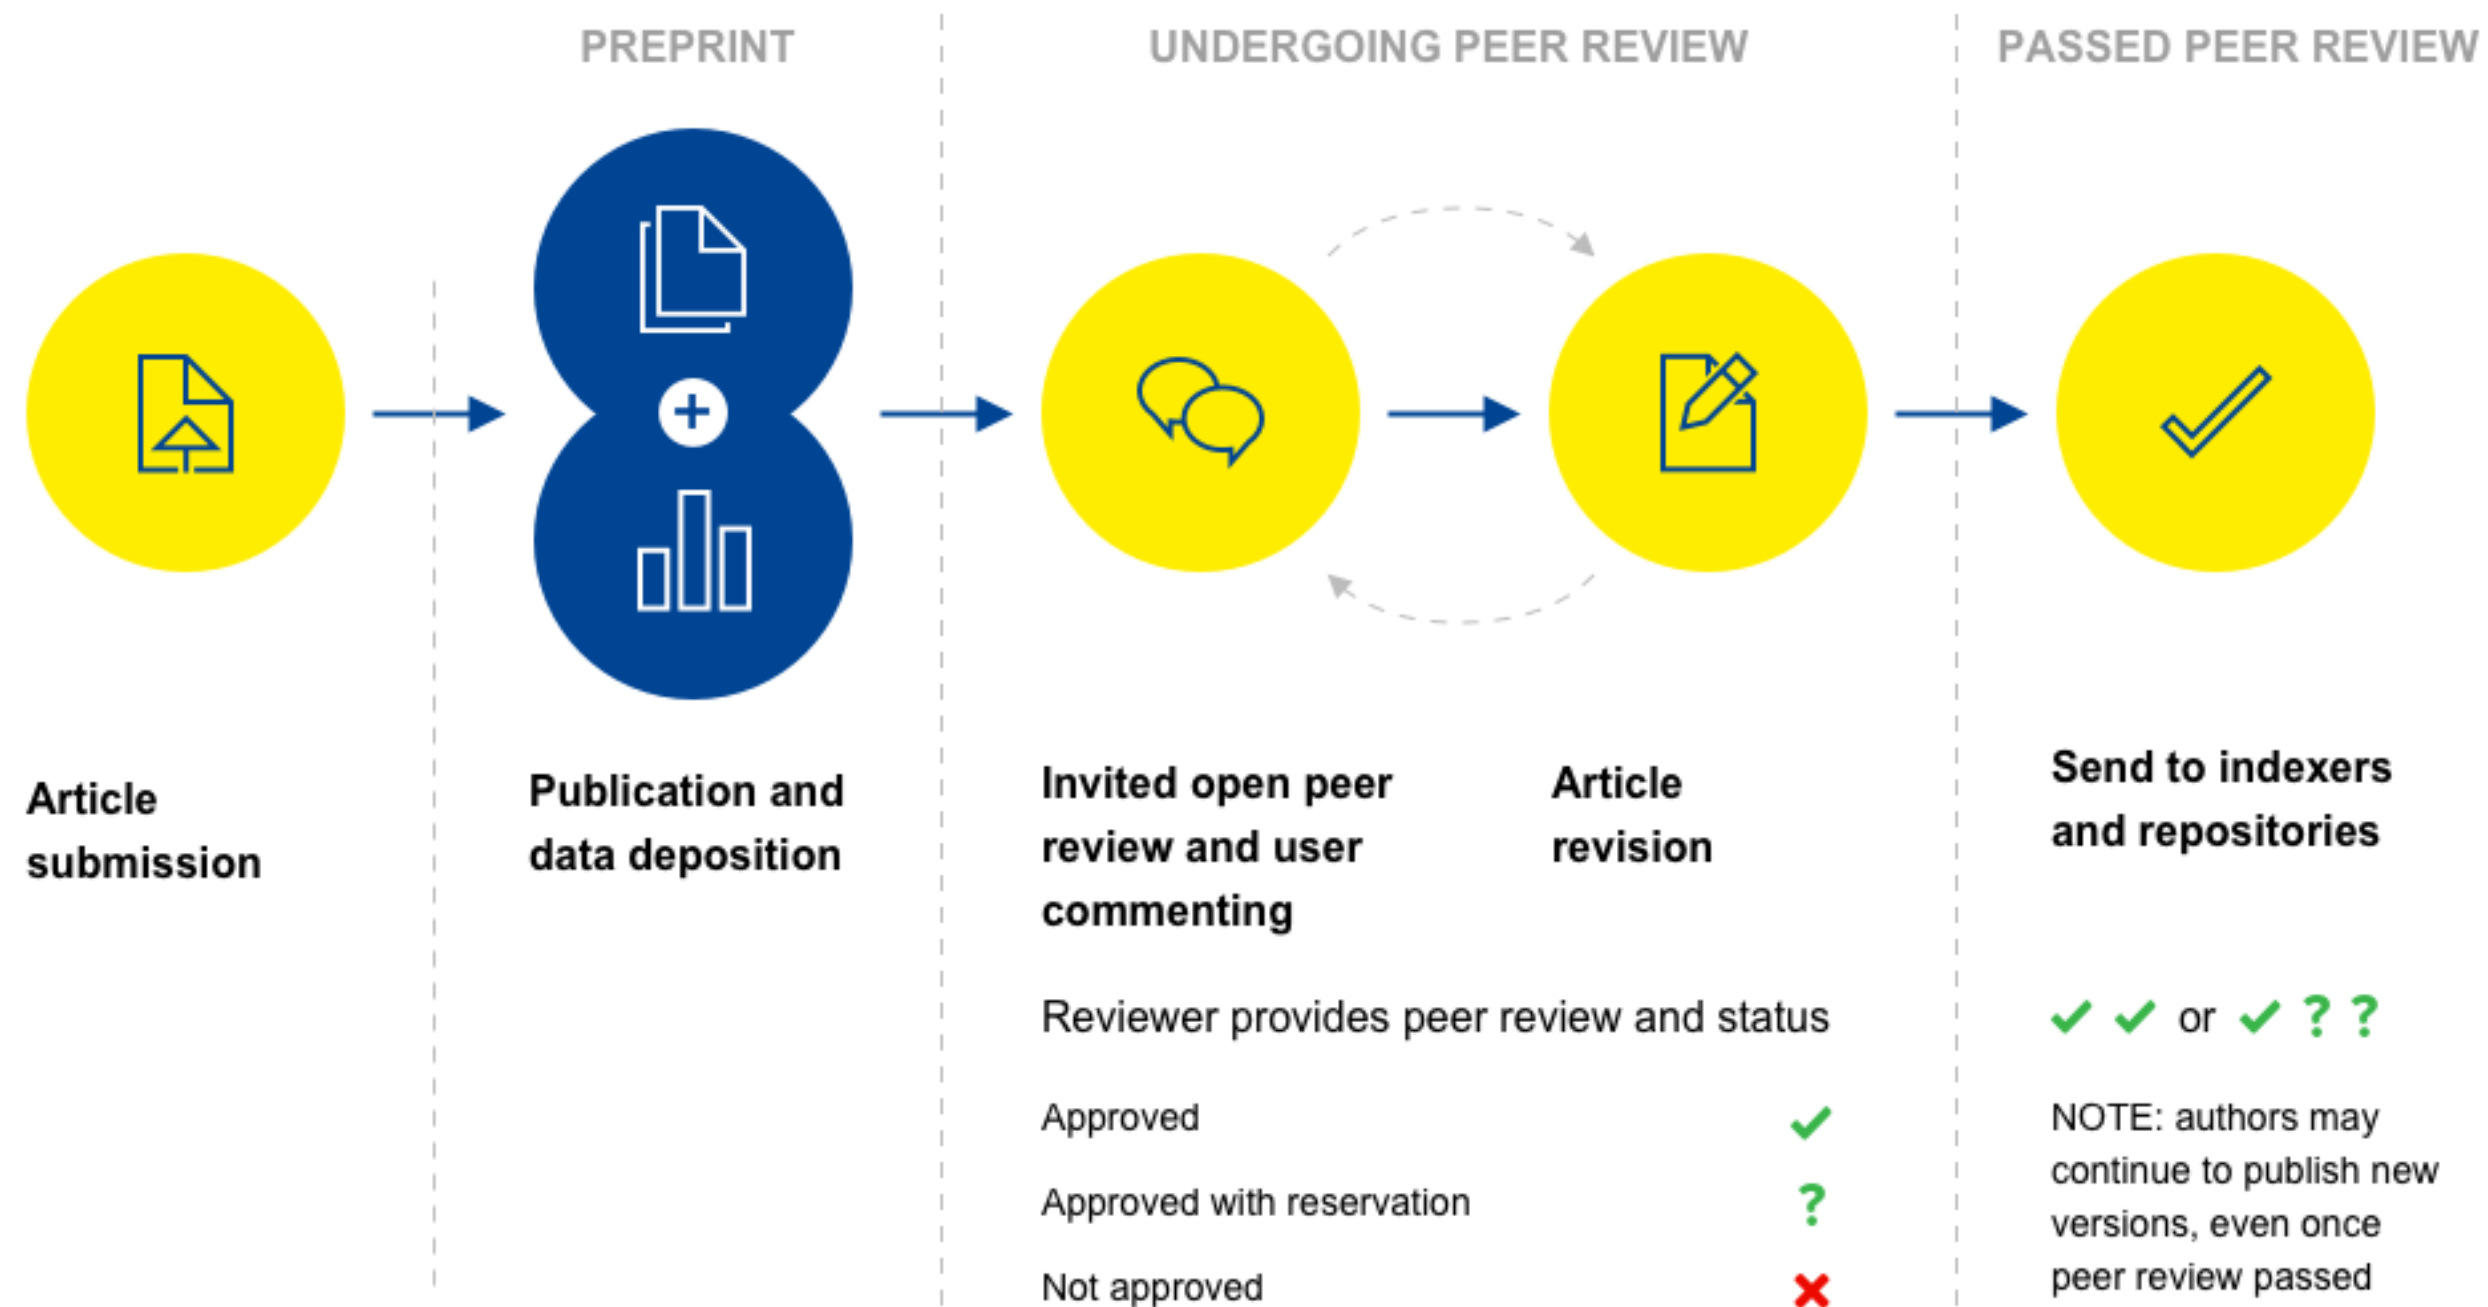 PREPRINT
UNDERGOING PEER REVIEW
PASSED PEER REVIEW
Article
submission
Publication and
data deposition
Invited open peer
review and user
commenting
Article
revision
Reviewer provides peer review and status
Approved
Approved with reservation
Not approved
Send to indexers
and repositories
✓ ✓ or ✓ ? ?
NOTE: authors may
continue to publish new
versions, even once
peer review passed